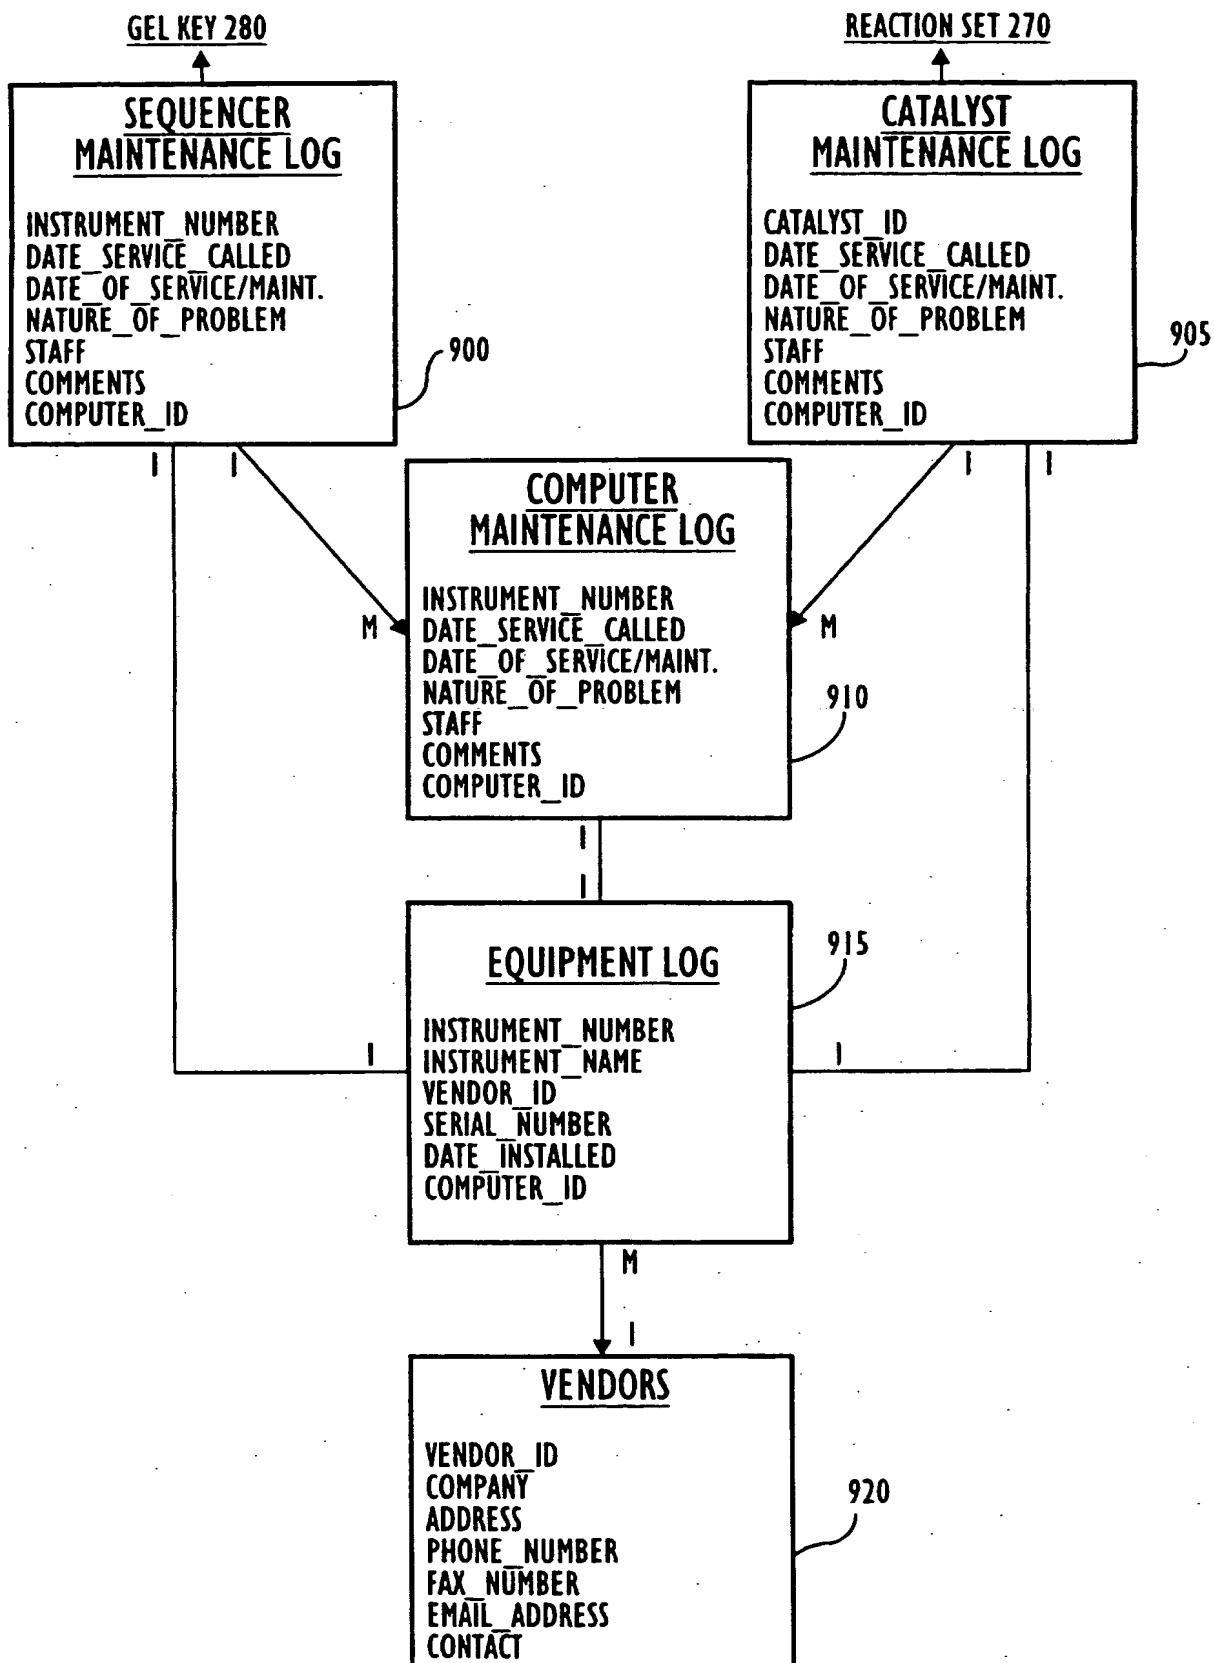 GEL KEY 280
REACTION SET 270
SEQUENCER
MAINTENANCE LOG
INSTRUMENT_NUMBER
DATE_SERVICE_CALLED
DATE_OF_SERVICE/MAINT.
NATURE_OF_PROBLEM
STAFF
COMMENTS
COMPUTER_ID
900
CATALYST
MAINTENANCE LOG
CATALYST_ID
DATE_SERVICE_CALLED
DATE_OF_SERVICE/MAINT.
NATURE_OF_PROBLEM
STAFF
COMMENTS
COMPUTER_ID
905
1
1
1
1
COMPUTER
MAINTENANCE LOG
INSTRUMENT_NUMBER
DATE_SERVICE_CALLED
DATE_OF_SERVICE/MAINT.
NATURE_OF_PROBLEM
STAFF
COMMENTS
COMPUTER_ID
M
M
910
1
1
EQUIPMENT LOG
INSTRUMENT_NUMBER
INSTRUMENT_NAME
VENDOR_ID
SERIAL_NUMBER
DATE_INSTALLED
COMPUTER_ID
915
1
1
M
1
VENDORS
VENDOR_ID
COMPANY
ADDRESS
PHONE_NUMBER
FAX_NUMBER
EMAIL_ADDRESS
CONTACT
920